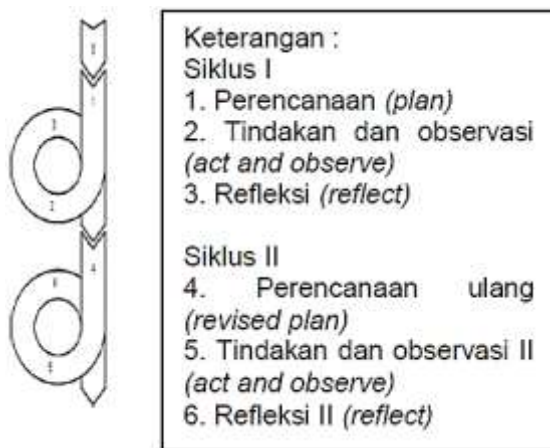 Keterangan :
Siklus I
1. Perencanaan (plan)
2. Tindakan dan observasi
(act and observe)
3. Refleksi (reflect)
Siklus II
4. Perencanaan ulang
(revised plan)
5. Tindakan dan observasi II
(act and observe)
6. Refleksi II (reflect)